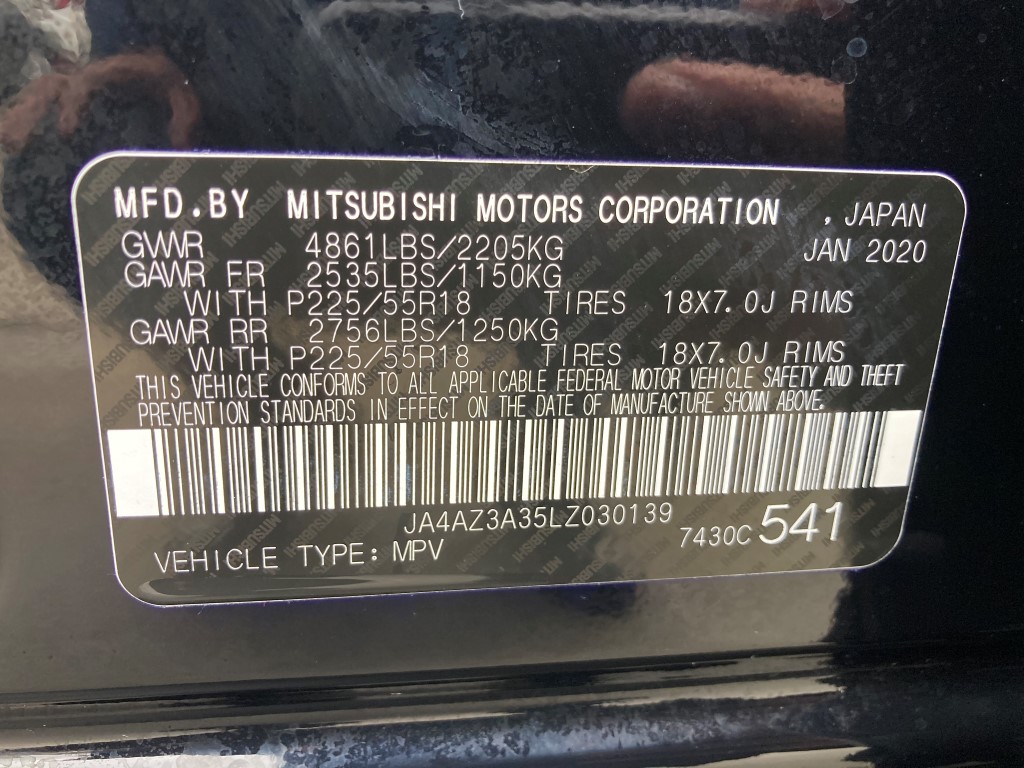 MFD.BY MITSUBISHI MOTORS CORPORATION , JAPAN
GVWR 4861LBS/2205KG JAN 2020
GAWR FR 2535LBS/1150KG
WITH P225/55R18 TIRES 18X7.0J RIMS
GAWR RR 2756LBS/1250KG
WITH P225/55R18 TIRES 18X7.0J RIMS
THIS VEHICLE CONFORMS TO ALL APPLICABLE FEDERAL MOTOR VEHICLE SAFETY AND THEFT
PREVENTION STANDARDS IN EFFECT ON THE DATE OF MANUFACTURE SHOWN ABOVE.
JA4AZ3A35LZ030139
7430C 541
VEHICLE TYPE: MPV